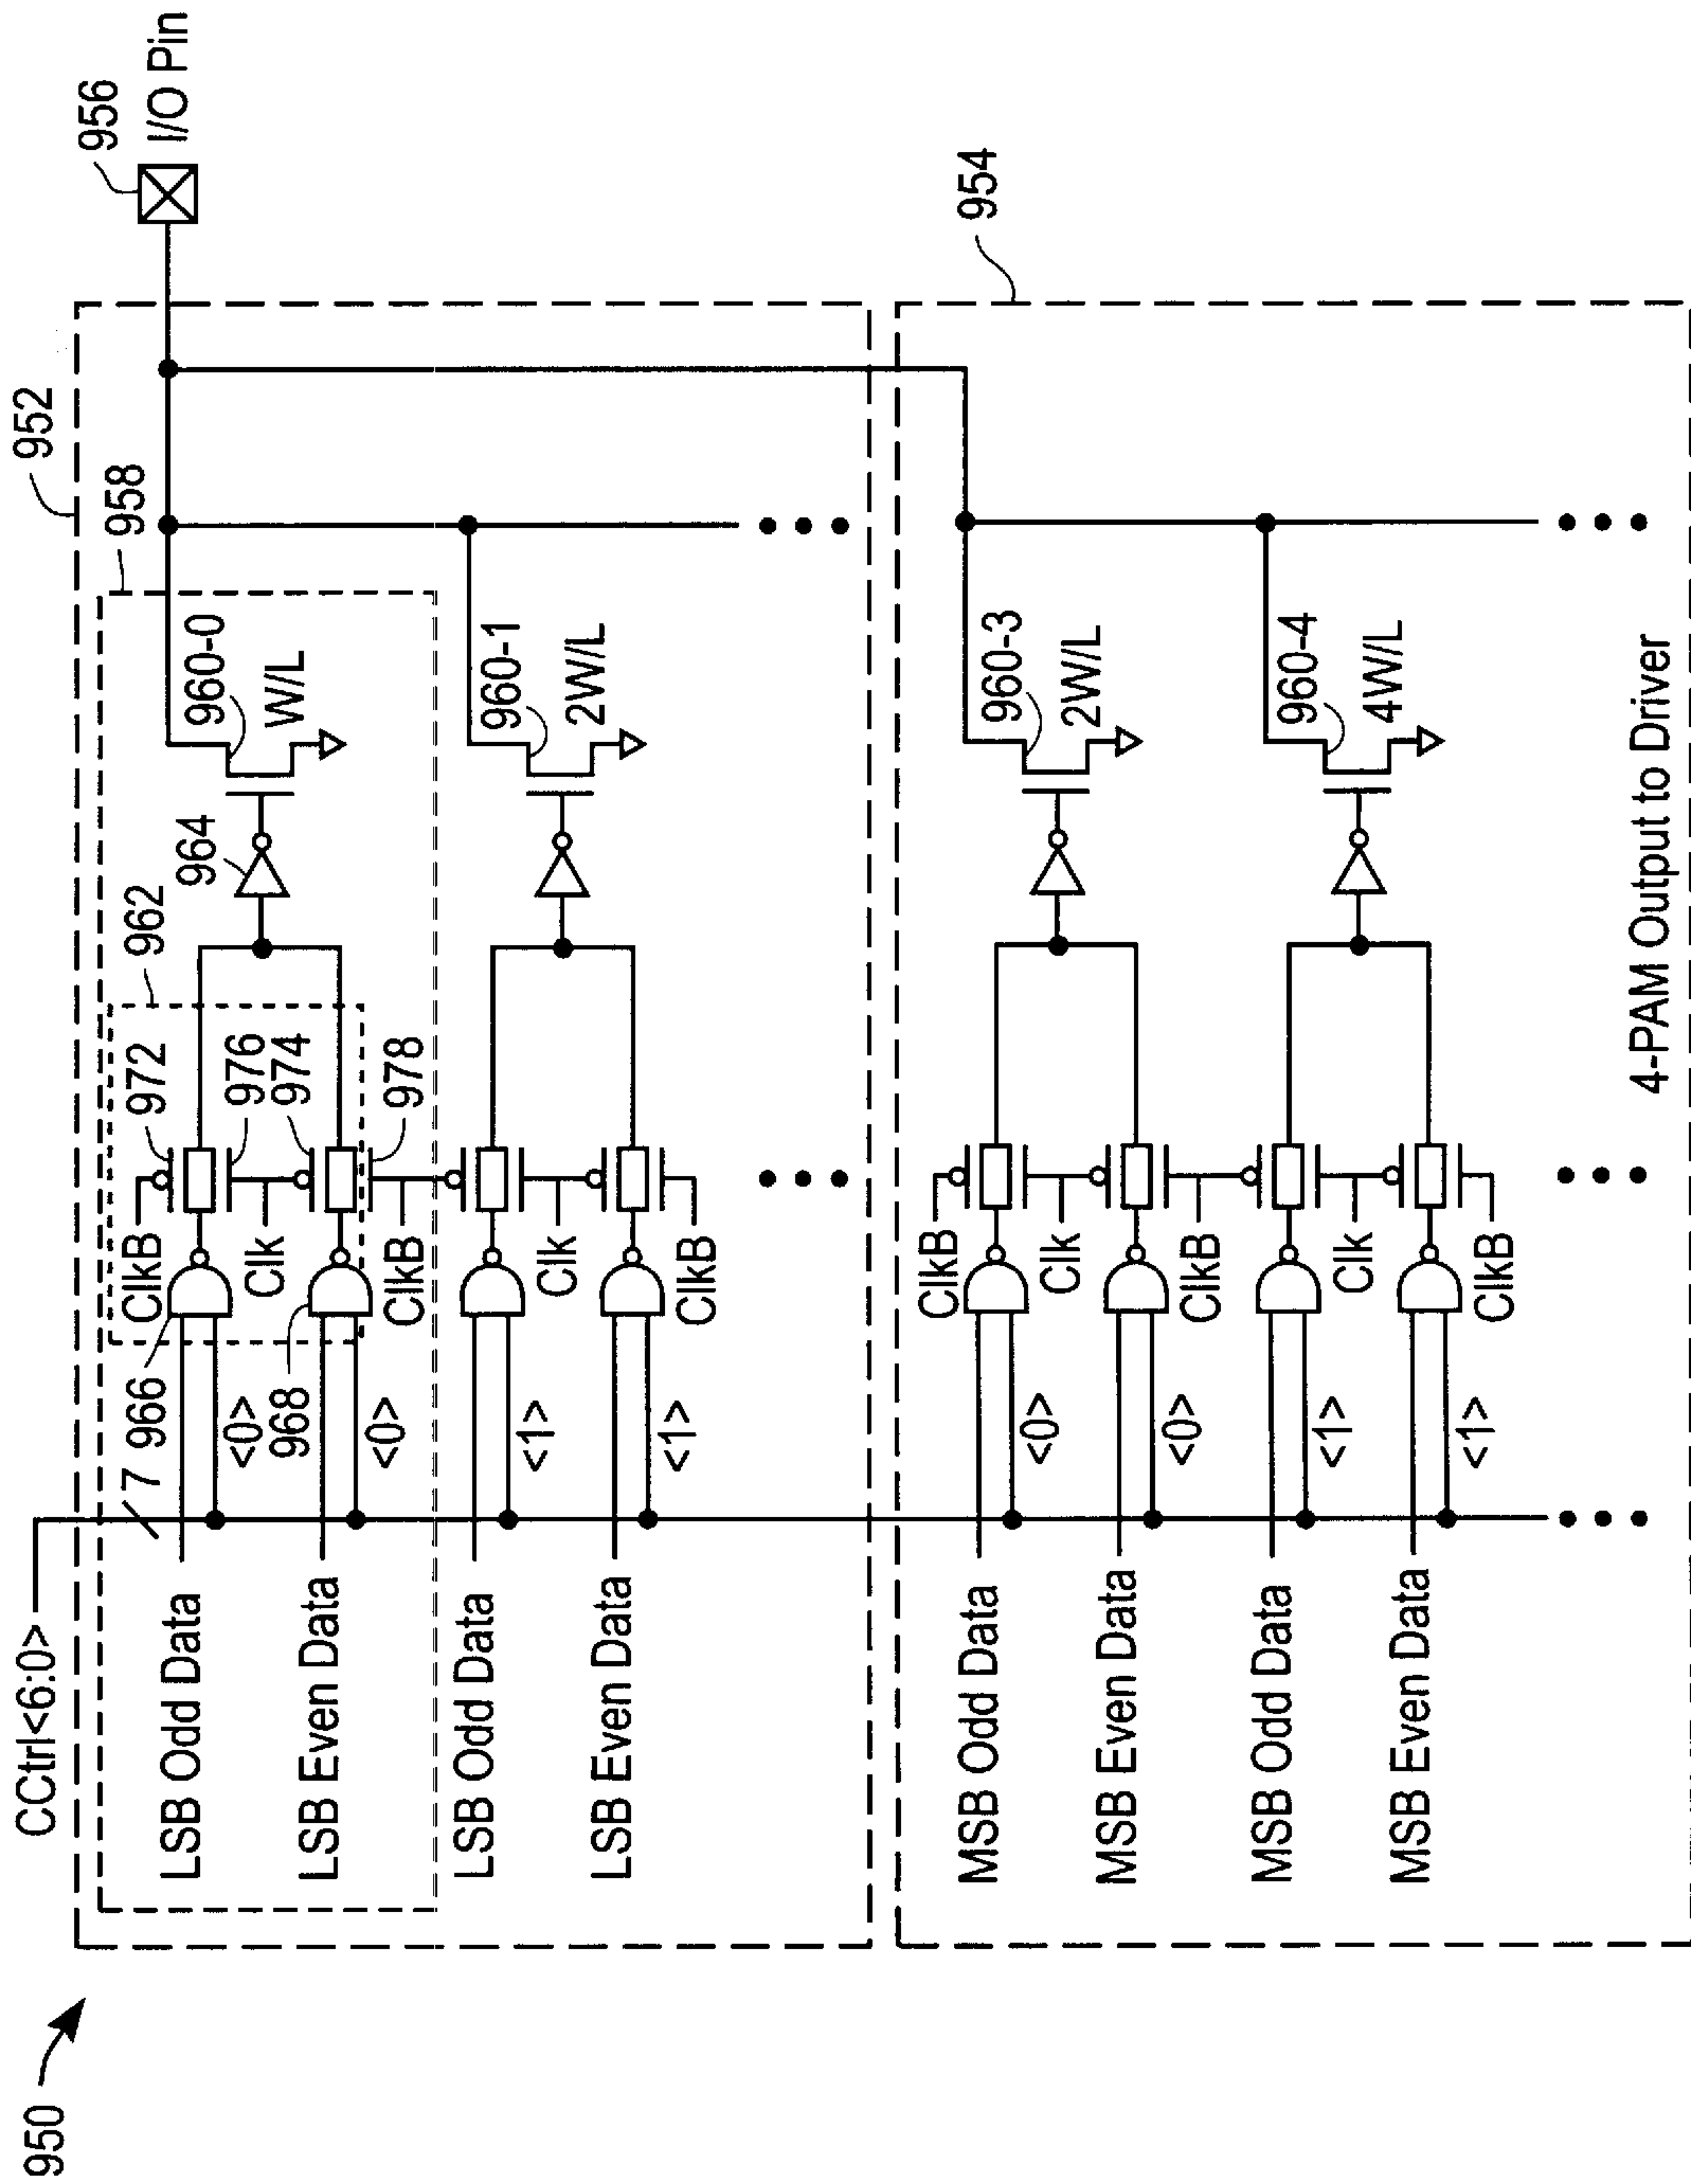 950
952
958
962
956
I/O Pin
954
CCtrl<6:0>
7
966
ClkB
972
964
960-0
W/L
LSB Odd Data
<0>
Clk
976
968
974
LSB Even Data
<0>
ClkB
978
960-1
2W/L
LSB Odd Data
<1>
Clk
LSB Even Data
<1>
ClkB
MSB Odd Data
<0>
ClkB
Clk
960-3
2W/L
MSB Even Data
<0>
ClkB
MSB Odd Data
<1>
Clk
960-4
4W/L
MSB Even Data
<1>
ClkB
4-PAM Output to Driver